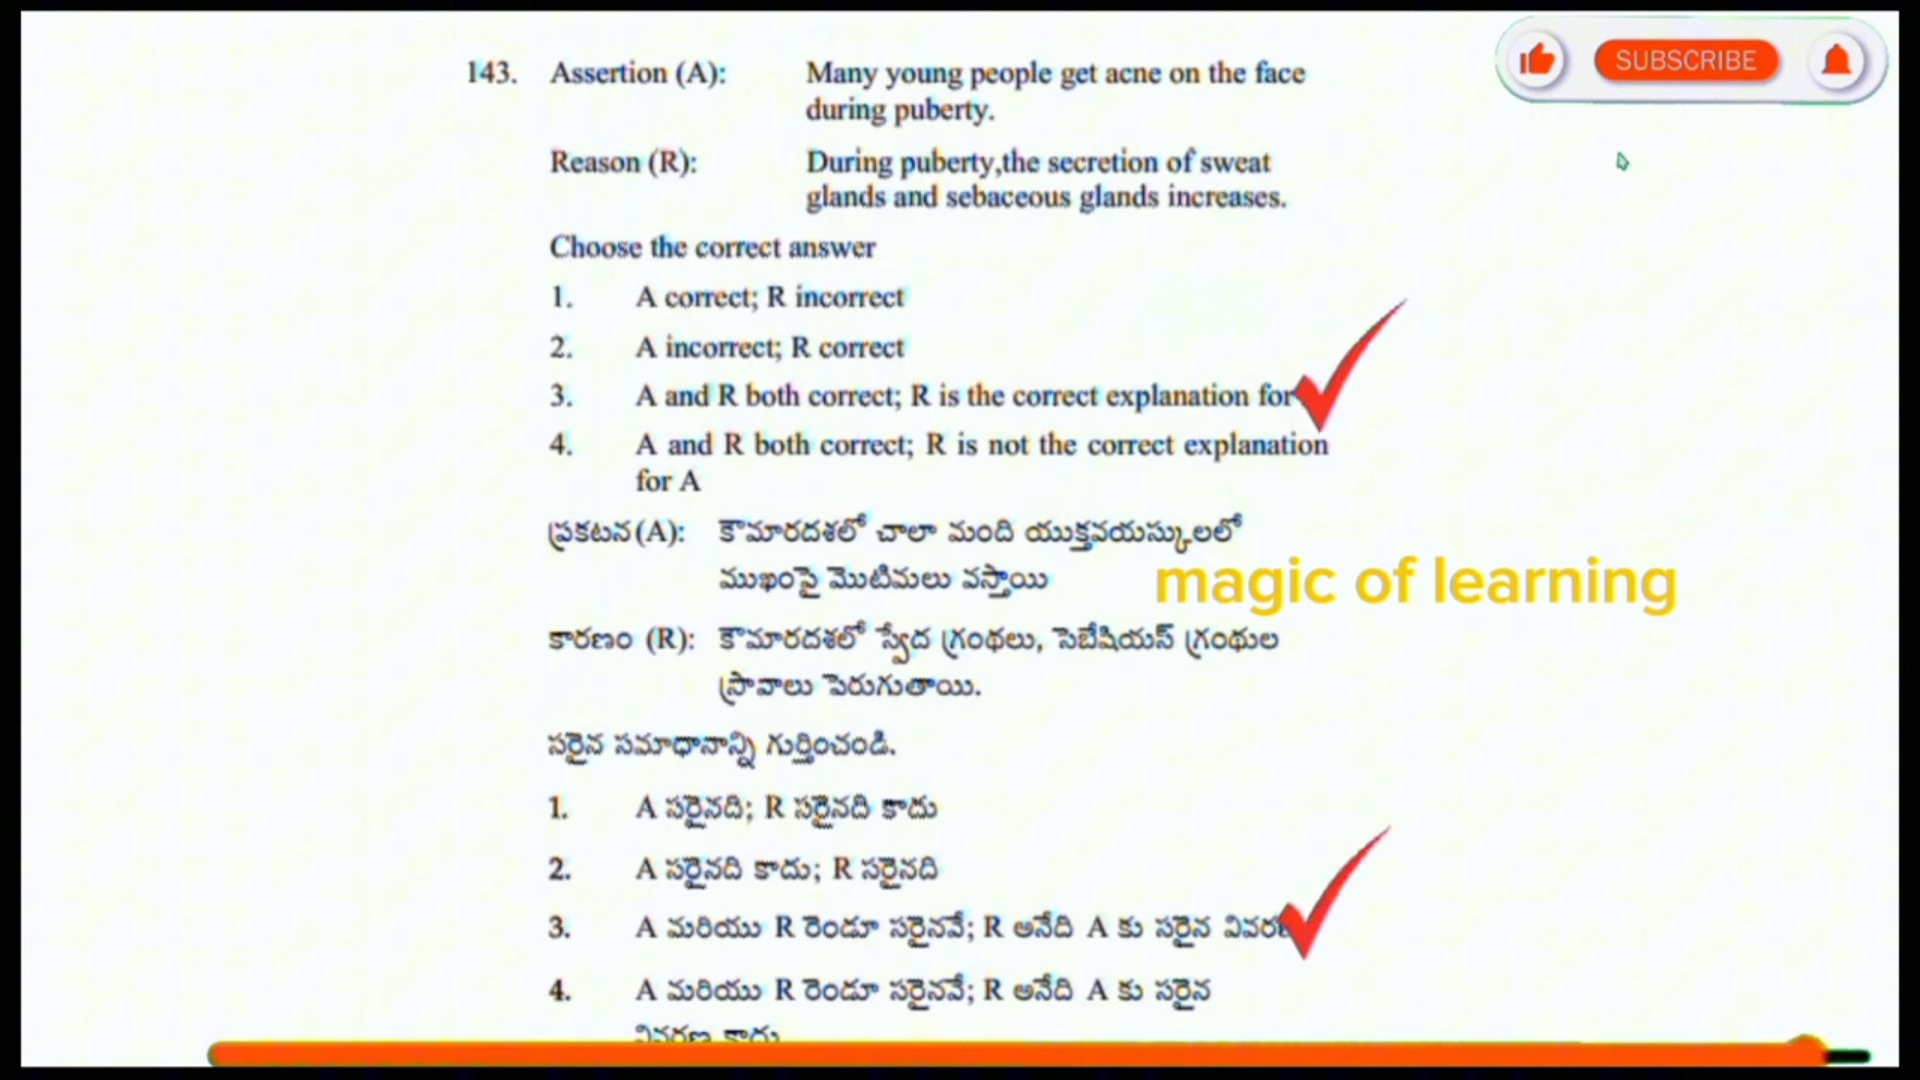 SUBSCRIBE
143. Assertion (A): Many young people get acne on the face
during puberty.
Reason (R): During puberty,the secretion of sweat
glands and sebaceous glands increases.
Choose the correct answer
1. A correct; R incorrect
2. A incorrect; R correct
3. A and R both correct; R is the correct explanation for
4. A and R both correct; R is not the correct explanation
for A
ప్రకటన (A): కౌమారదశలో చాలా మంది యుక్తవయస్కులలో
ముఖంపై మొటిమలు వస్తాయి
magic of learning
కారణం (R): కౌమారదశలో స్వేద గ్రంథలు, సెబేషియస్ గ్రంథుల
స్రావాలు పెరుగుతాయి.
సరైన సమాధానాన్ని గుర్తించండి.
1. A సరైనది; R సరైనది కాదు
2. A సరైనది కాదు; R సరైనది
3. A మరియు R రెండూ సరైనవే; R అనేది A కు సరైన
4. A మరియు R రెండూ సరైనవే; R అనేది A కు సరైన
వివరణ కాదు